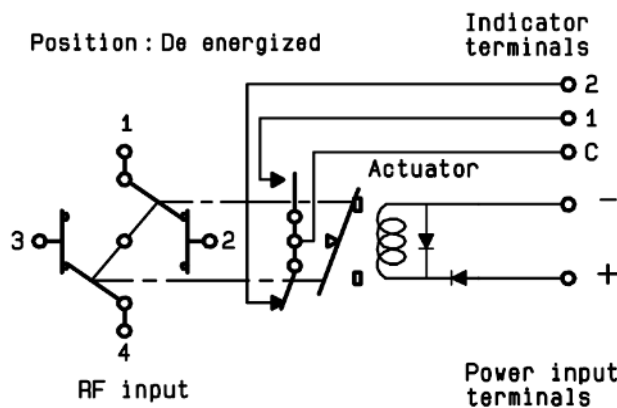 Position : De energized
Indicator
terminals
2
1
C
1
Actuator
-
3
2
+
4
RF input
Power input
terminals